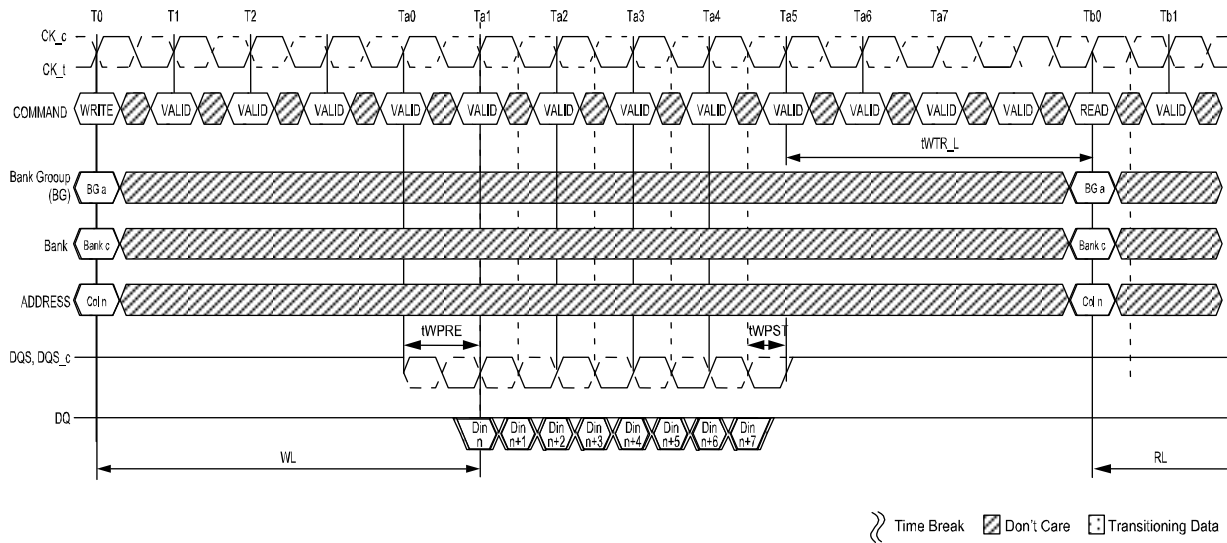 T0 T1 T2 Ta0 Ta1 Ta2 Ta3 Ta4 Ta5 Ta6 Ta7 Tb0 Tb1
CK_c
CK_t
COMMAND WRITE VALID VALID VALID VALID VALID VALID VALID VALID VALID VALID VALID VALID READ VALID
tWTR_L
Bank Grooup
(BG) BG a BG a
Bank Bank c Bank c
ADDRESS Col n Col n
tWPRE tWPST
DQS, DQS_c
DQ
Din Din Din Din Din Din Din Din
n n+1 n+2 n+3 n+4 n+5 n+6 n+7
WL RL
Time Break Don't Care Transitioning Data